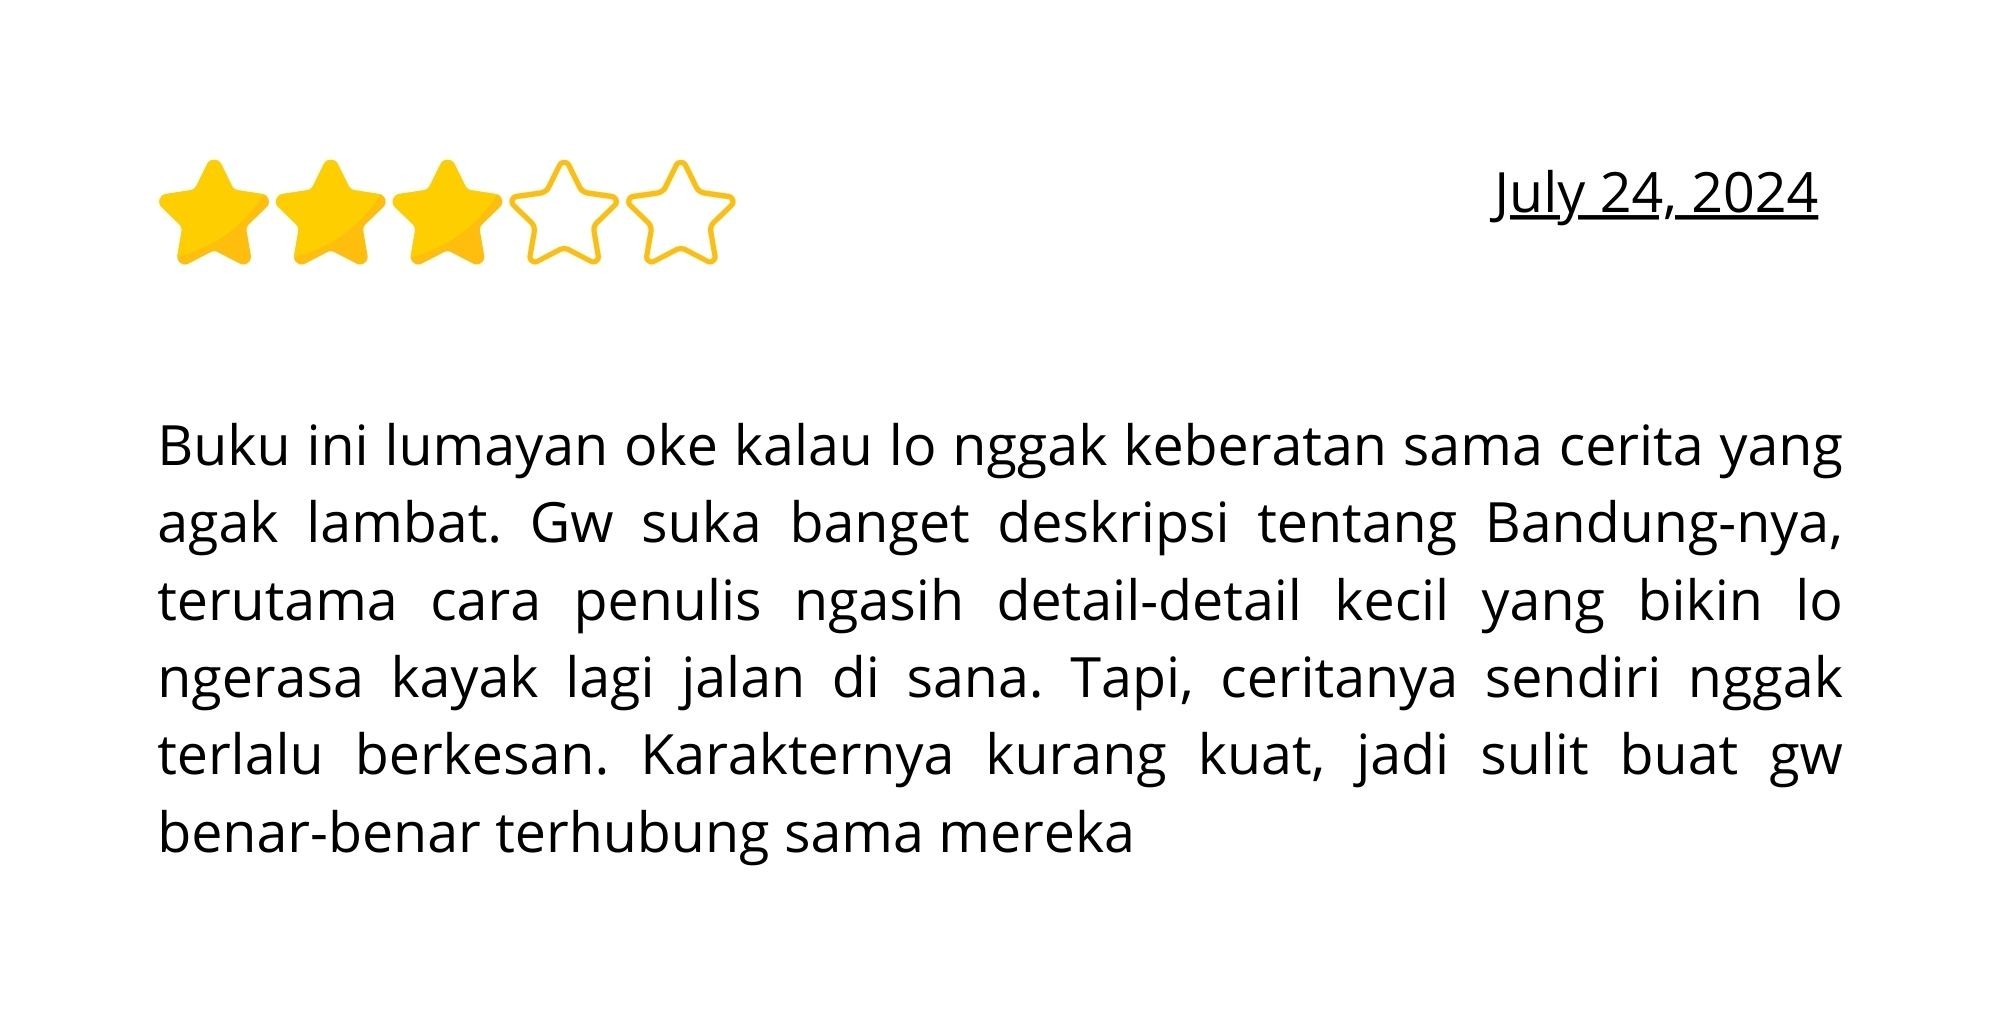 July 24, 2024
Buku ini lumayan oke kalau lo nggak keberatan sama cerita yang
agak lambat. Gw suka banget deskripsi tentang Bandung-nya,
terutama cara penulis ngasih detail-detail kecil yang bikin lo
ngerasa kayak lagi jalan di sana. Tapi, ceritanya sendiri nggak
terlalu berkesan. Karakternya kurang kuat, jadi sulit buat gw
benar-benar terhubung sama mereka